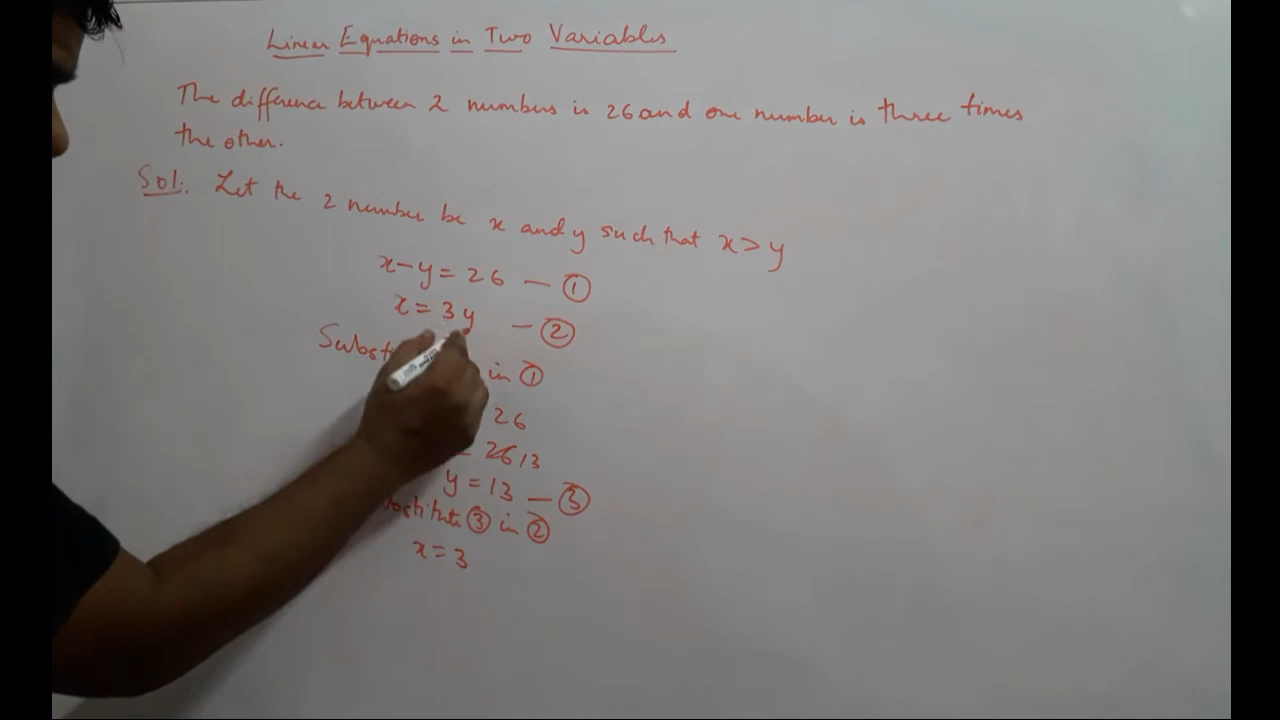 Linear Equations in Two Variables
The difference between 2 numbers is 26 and one number is three times
the other.
Sol: Let the 2 number be x and y such that x > y
x - y = 26 — ①
x = 3y — ②
in ①
26
= 26 13
y = 13 — ③
③ in ②
x = 3